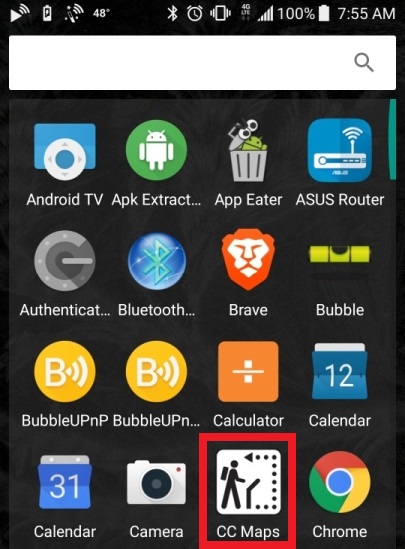 48°
4G
LTE
100%
7:55 AM
Android TV
Apk Extract...
App Eater
ASUS Router
Authenticat...
Bluetooth...
Brave
Bubble
BubbleUPnP
BubbleUPn...
Calculator
12
Calendar
31
Calendar
Camera
CC Maps
Chrome